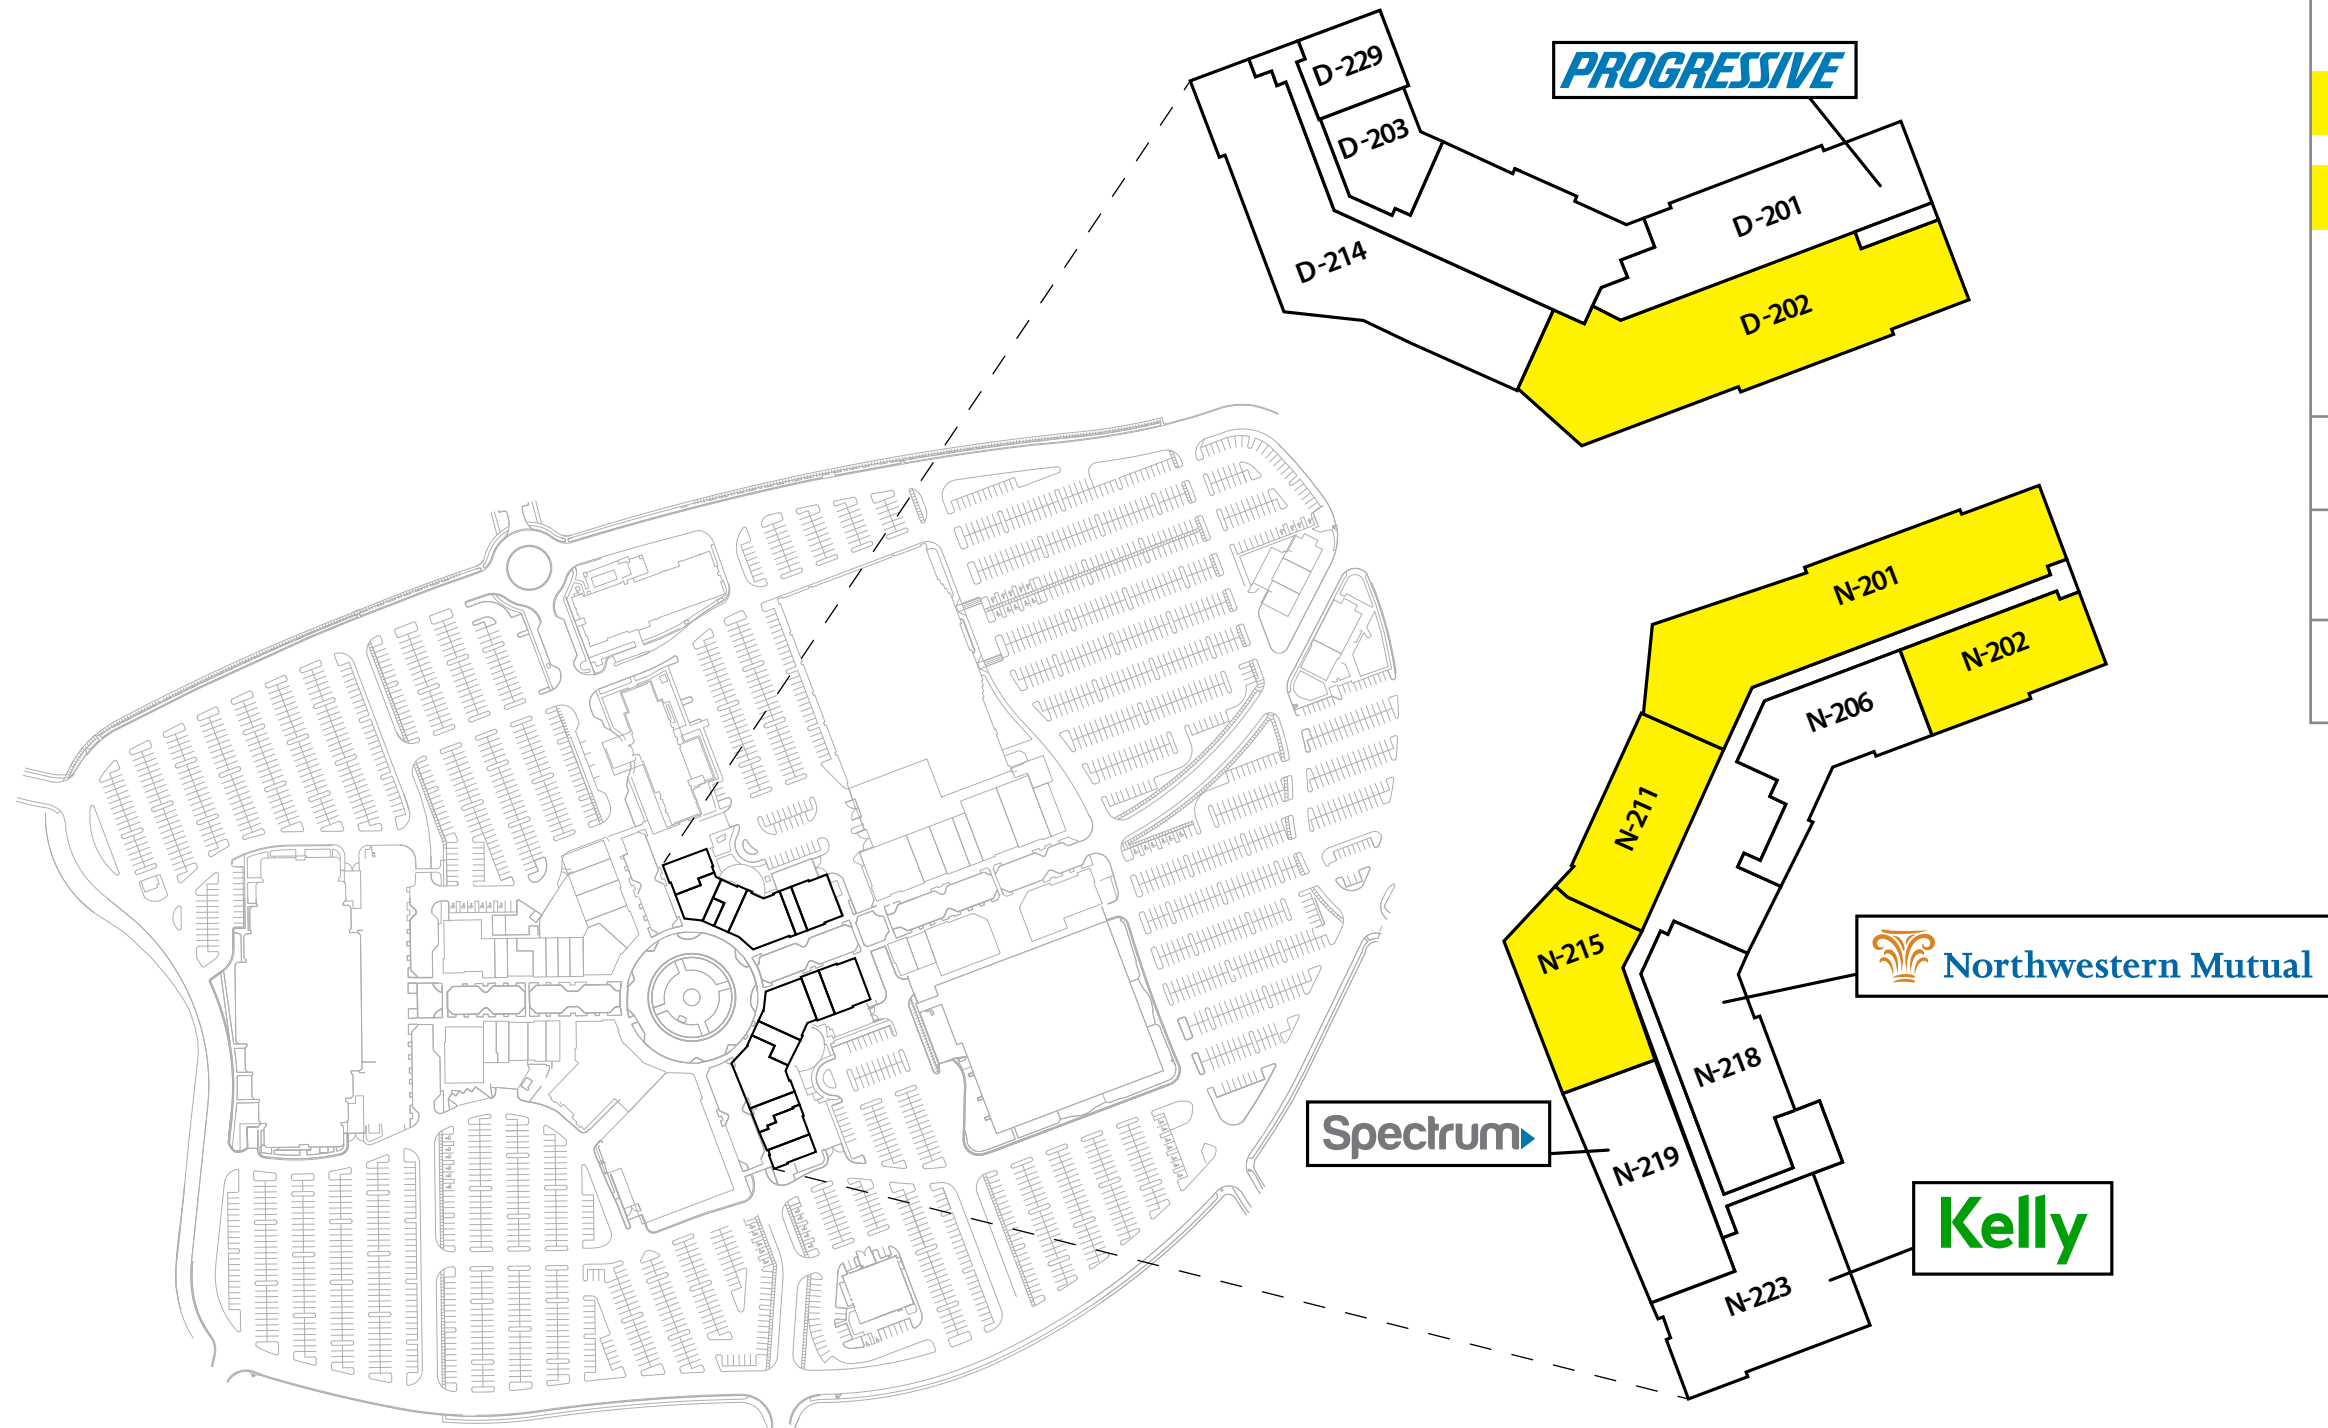 D-229
PROGRESSIVE
D-203
D-201
D-214
D-202
N-201
N-202
N-206
N-211
N-215
Northwestern Mutual
N-218
Spectrum
N-219
Kelly
N-223